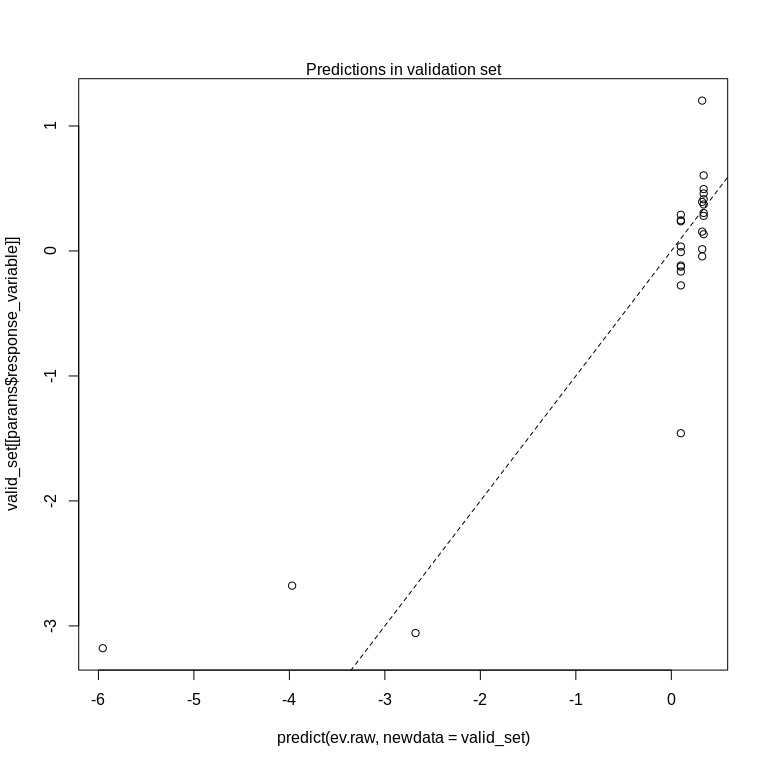 Predictions in validation set
valid_set[[params$response_variable]]
1
0
-1
-2
-3
-6 -5 -4 -3 -2 -1 0
predict(ev.raw, newdata = valid_set)